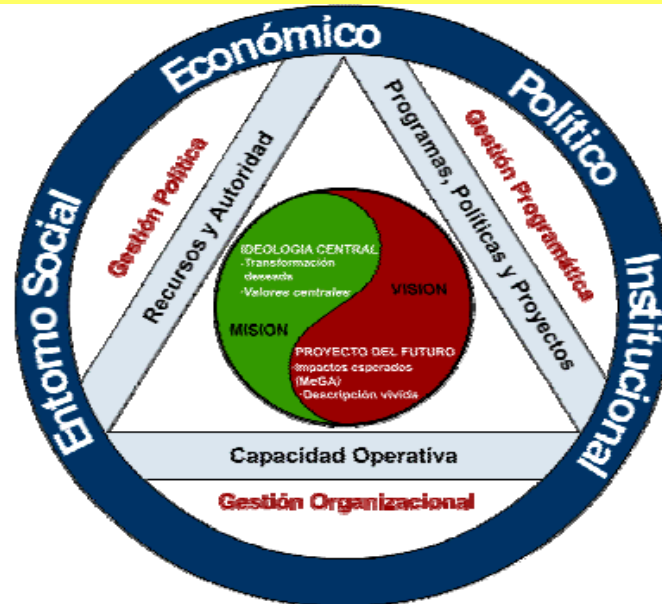 Entorno Social
Económico
Político
Institucional
Gestión Política
Recursos y Autoridad
Programas, Políticas y Proyectos
Gestión Programática
IDEOLOGIA CENTRAL
-Transformación
deseada
-Valores centrales
MISION
VISION
PROYECTO DEL FUTURO
-Impactos esperados
(MeGA)
-Descripción vivida
Capacidad Operativa
Gestión Organizacional